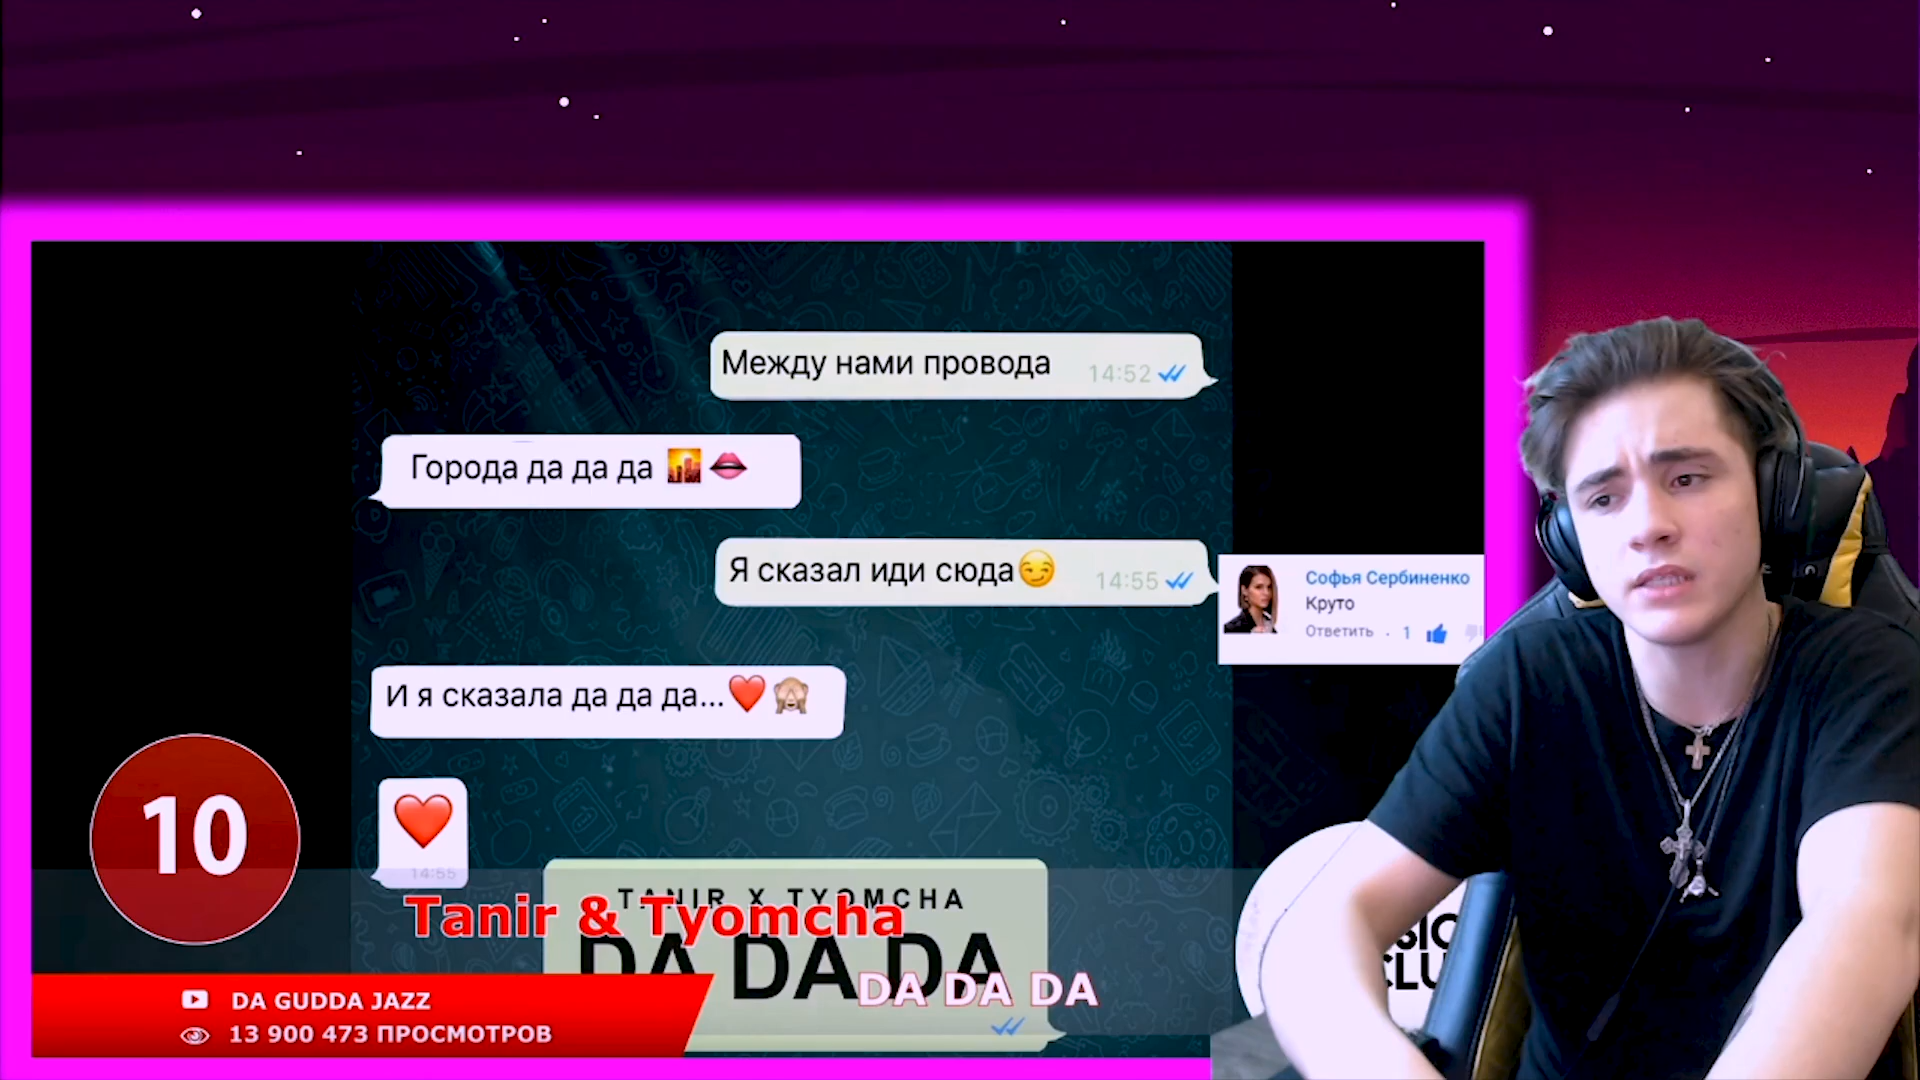 Между нами провода 14:52
Города да да да
Я сказал иди сюда 14:55
Софья Сербиненко
Круто
Ответить · 1
И я сказала да да да...
14:55
10
TANIR X TYOMCHA
Tanir & Tyomcha
DA DA DA
DA DA DA
DA GUDDA JAZZ
13 900 473 ПРОСМОТРОВ